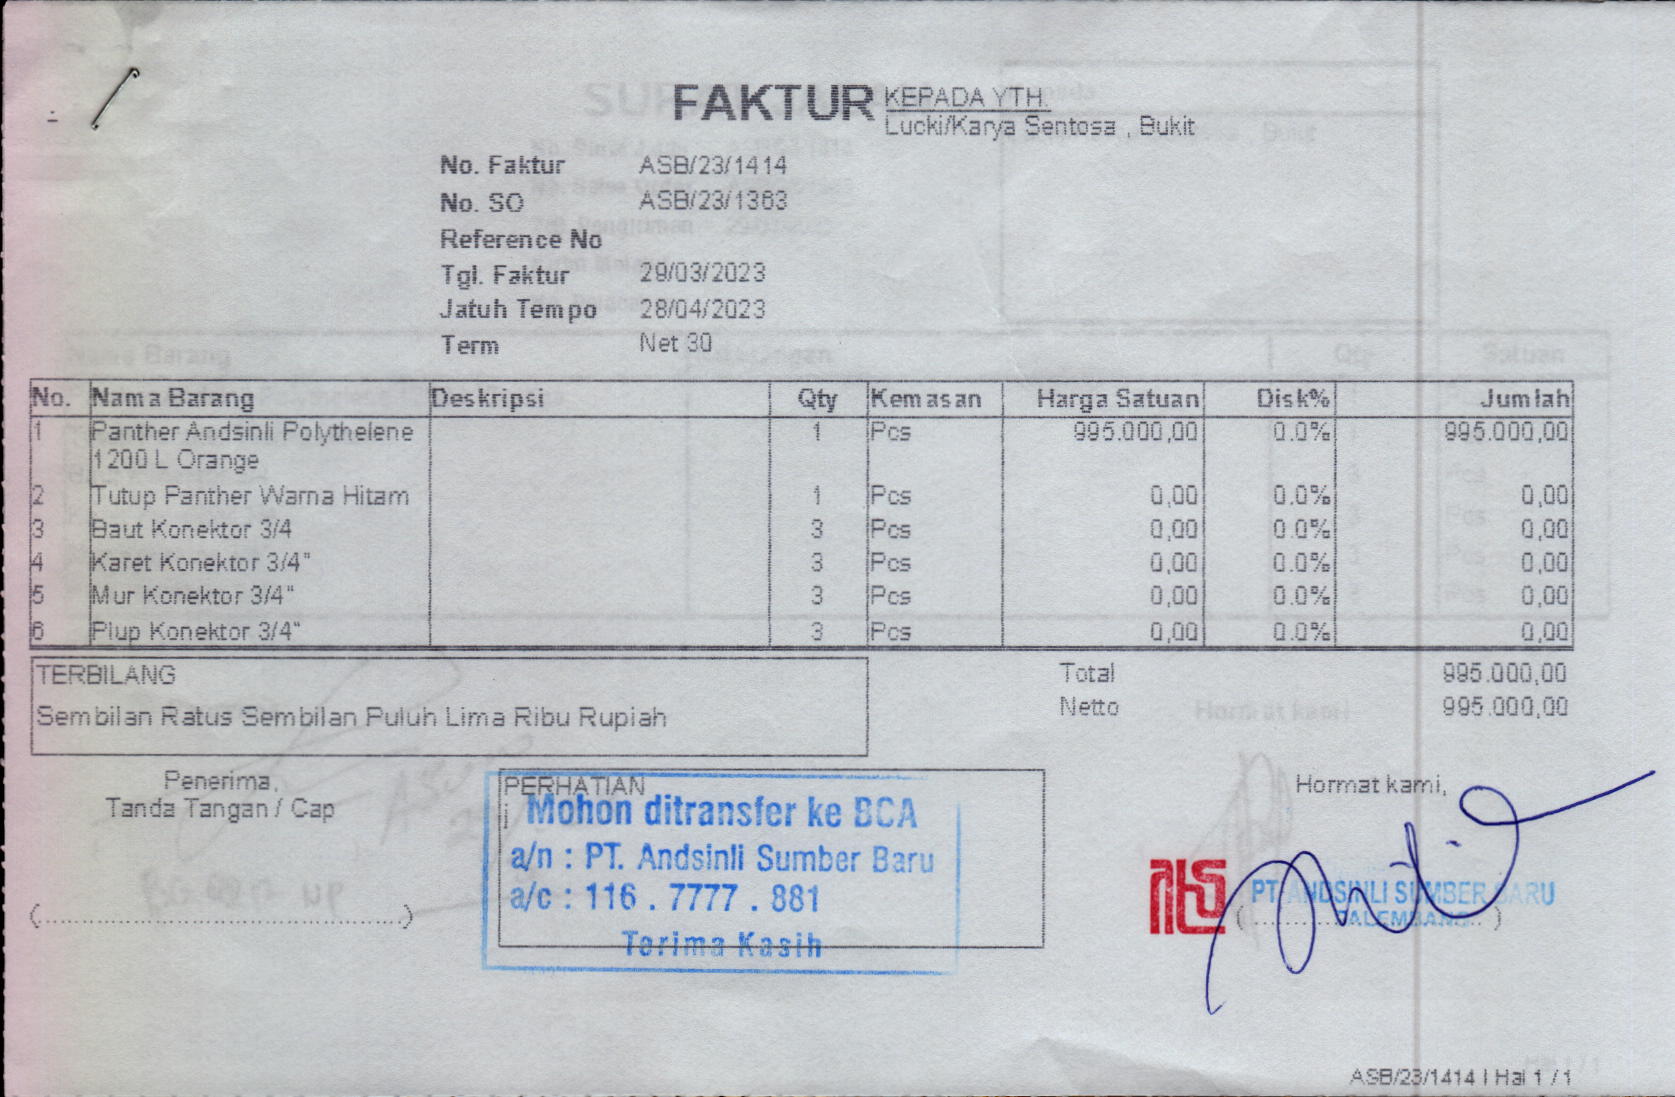 FAKTUR
KEPADA YTH.
Lucki/Karya Sentosa , Bukit
No. Faktur ASB/23/1414
No. SO ASB/23/1363
Reference No
Tgl. Faktur 29/03/2023
Jatuh Tempo 28/04/2023
Term Net 30
No. Nama Barang Deskripsi Qty Kemasan Harga Satuan Disk% Jumlah
1 Panther Andsinli Polythelene 1 Pcs 995.000,00 0.0% 995.000,00
1200 L Orange
2 Tutup Panther Warna Hitam 1 Pcs 0,00 0.0% 0,00
3 Baut Konektor 3/4 3 Pcs 0,00 0.0% 0,00
4 Karet Konektor 3/4" 3 Pcs 0,00 0.0% 0,00
5 Mur Konektor 3/4" 3 Pcs 0,00 0.0% 0,00
6 Plup Konektor 3/4" 3 Pcs 0,00 0.0% 0,00
TERBILANG
Sembilan Ratus Sembilan Puluh Lima Ribu Rupiah
Total 995.000,00
Netto 995.000,00
Penerima,
Tanda Tangan / Cap
(....................................................)
PERHATIAN
Mohon ditransfer ke BCA
a/n : PT. Andsinli Sumber Baru
a/c : 116 . 7777 . 881
Terima Kasih
Hormat kami,
PT. ANDSINLI SUMBER BARU
PALEMBANG
ASB/23/1414 | Hal 1 / 1